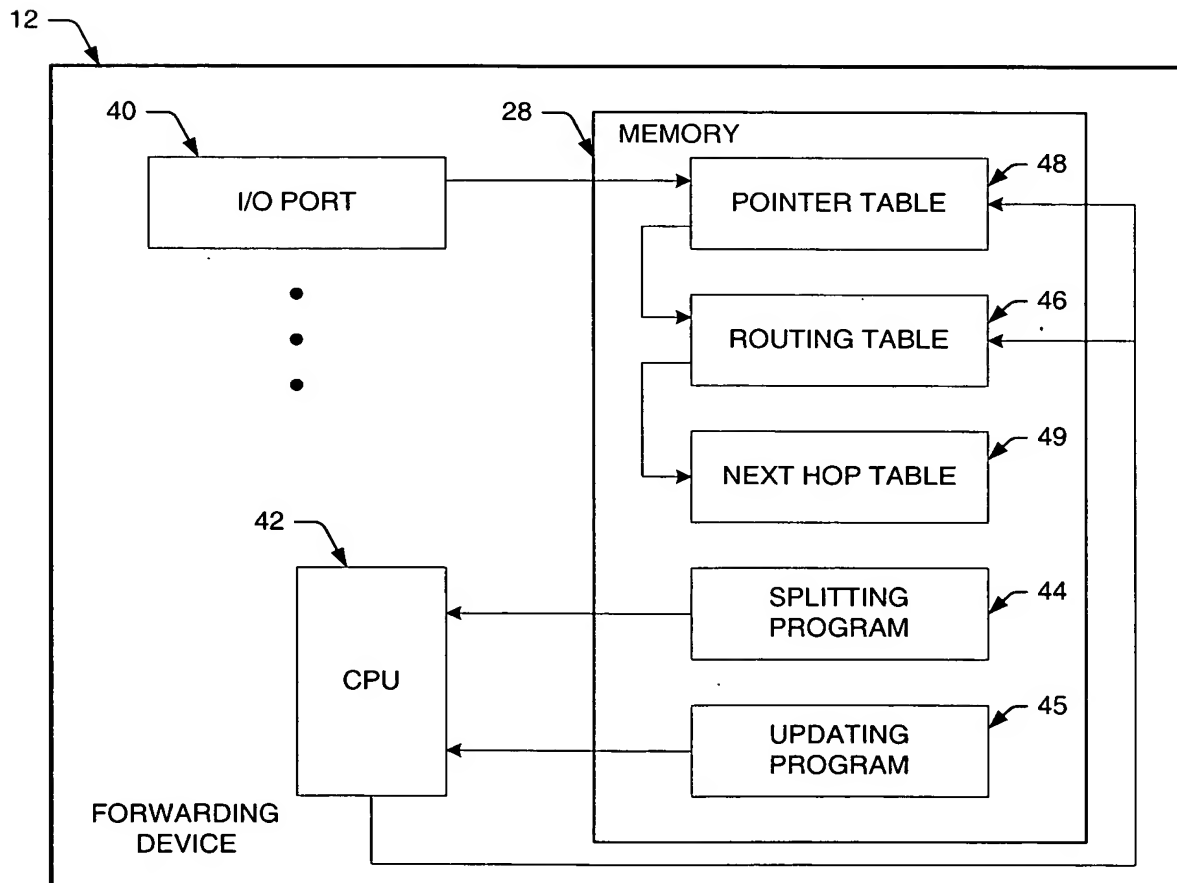 12
40
28
MEMORY
48
I/O PORT
POINTER TABLE
46
ROUTING TABLE
49
NEXT HOP TABLE
42
44
SPLITTING
PROGRAM
CPU
45
UPDATING
PROGRAM
FORWARDING
DEVICE